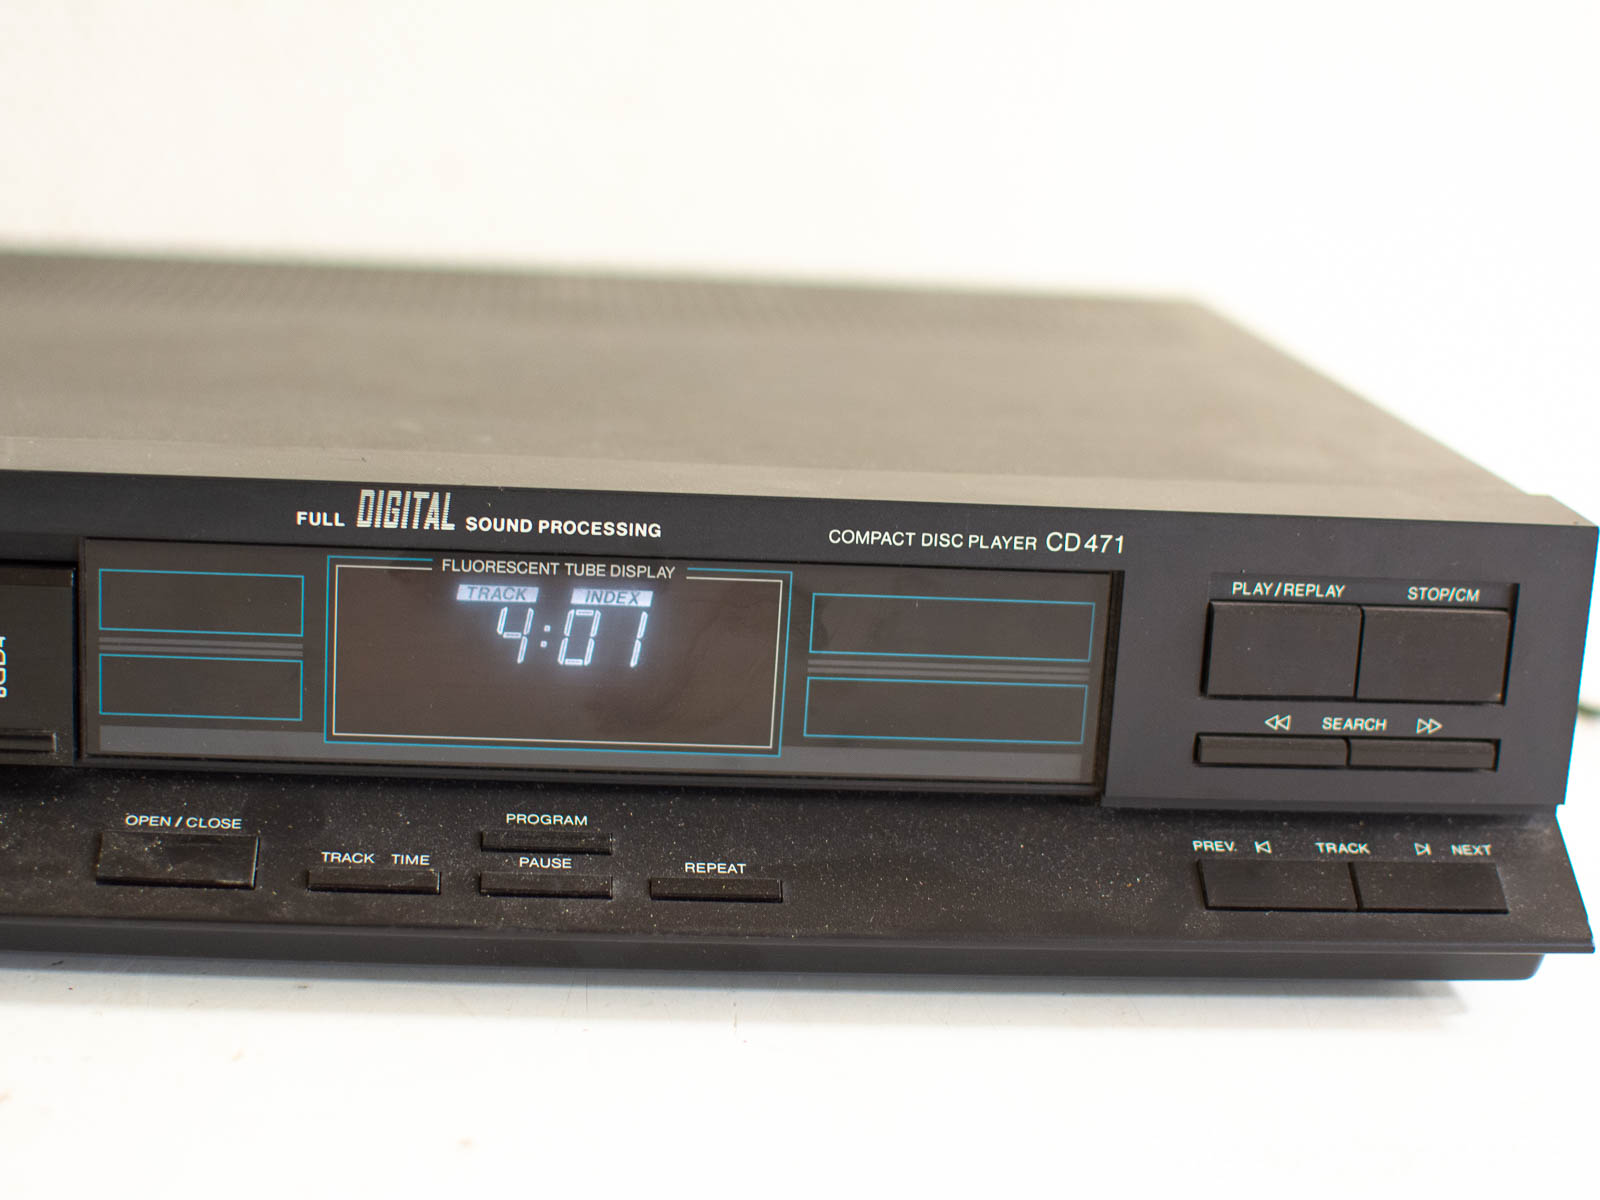 FULL DIGITAL SOUND PROCESSING
COMPACT DISC PLAYER CD471
FLUORESCENT TUBE DISPLAY
TRACK INDEX
4:01
PLAY/REPLAY STOP/CM
SEARCH
OPEN / CLOSE
TRACK TIME
PROGRAM
PAUSE
REPEAT
PREV. TRACK NEXT